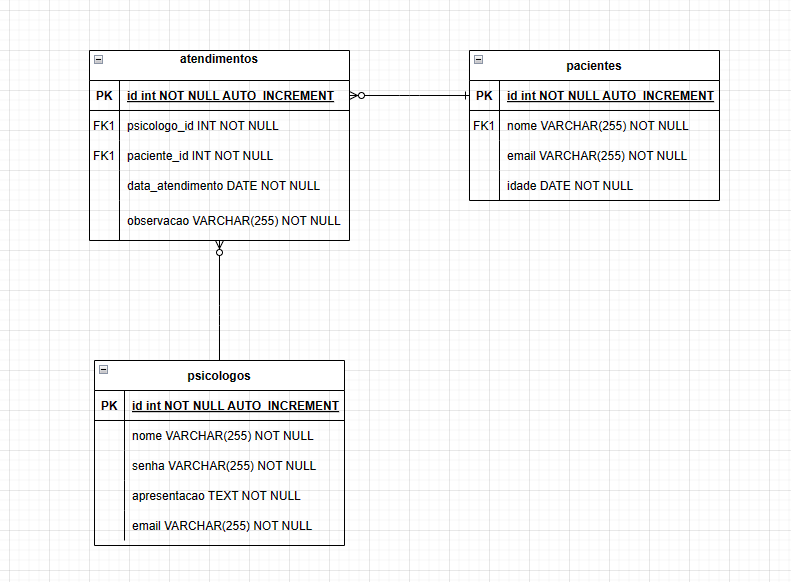 atendimentos
PK id int NOT NULL AUTO_INCREMENT
FK1 psicologo_id INT NOT NULL
FK1 paciente_id INT NOT NULL
data_atendimento DATE NOT NULL
observacao VARCHAR(255) NOT NULL
pacientes
PK id int NOT NULL AUTO_INCREMENT
FK1 nome VARCHAR(255) NOT NULL
email VARCHAR(255) NOT NULL
idade DATE NOT NULL
psicologos
PK id int NOT NULL AUTO_INCREMENT
nome VARCHAR(255) NOT NULL
senha VARCHAR(255) NOT NULL
apresentacao TEXT NOT NULL
email VARCHAR(255) NOT NULL